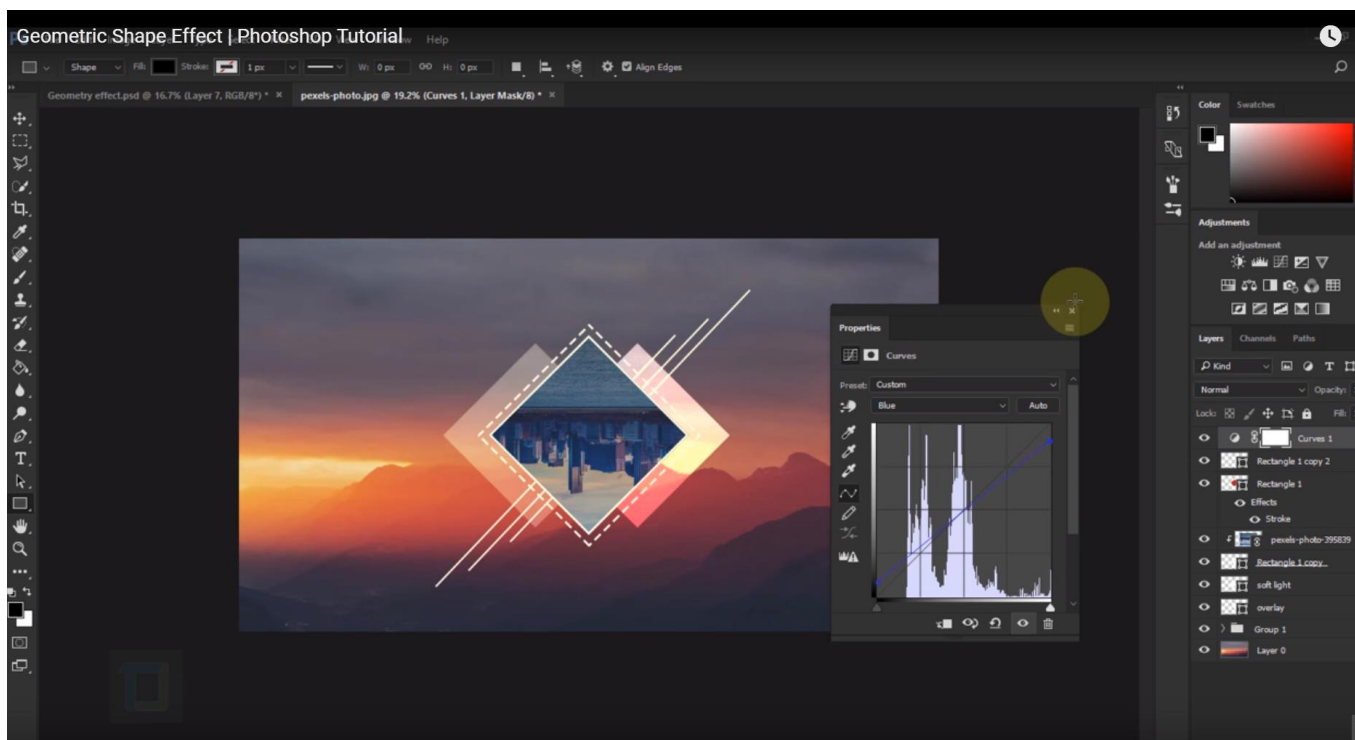 Geometric Shape Effect | Photoshop Tutorial
Help
Shape Fill: Stroke: 1 px W: 0 px H: 0 px Align Edges
Geometry effect.psd @ 16.7% (Layer 7, RGB/8*) * × pexels-photo.jpg @ 19.2% (Curves 1, Layer Mask/8) * ×
Color Swatches
Adjustments
Add an adjustment
Properties
Curves
Preset: Custom
Blue Auto
Layers Channels Paths
Kind
Normal Opacity:
Lock: Fill:
Curves 1
Rectangle 1 copy 2
Rectangle 1
Effects
Stroke
pexels-photo-395839
Rectangle 1 copy
soft light
overlay
Group 1
Layer 0